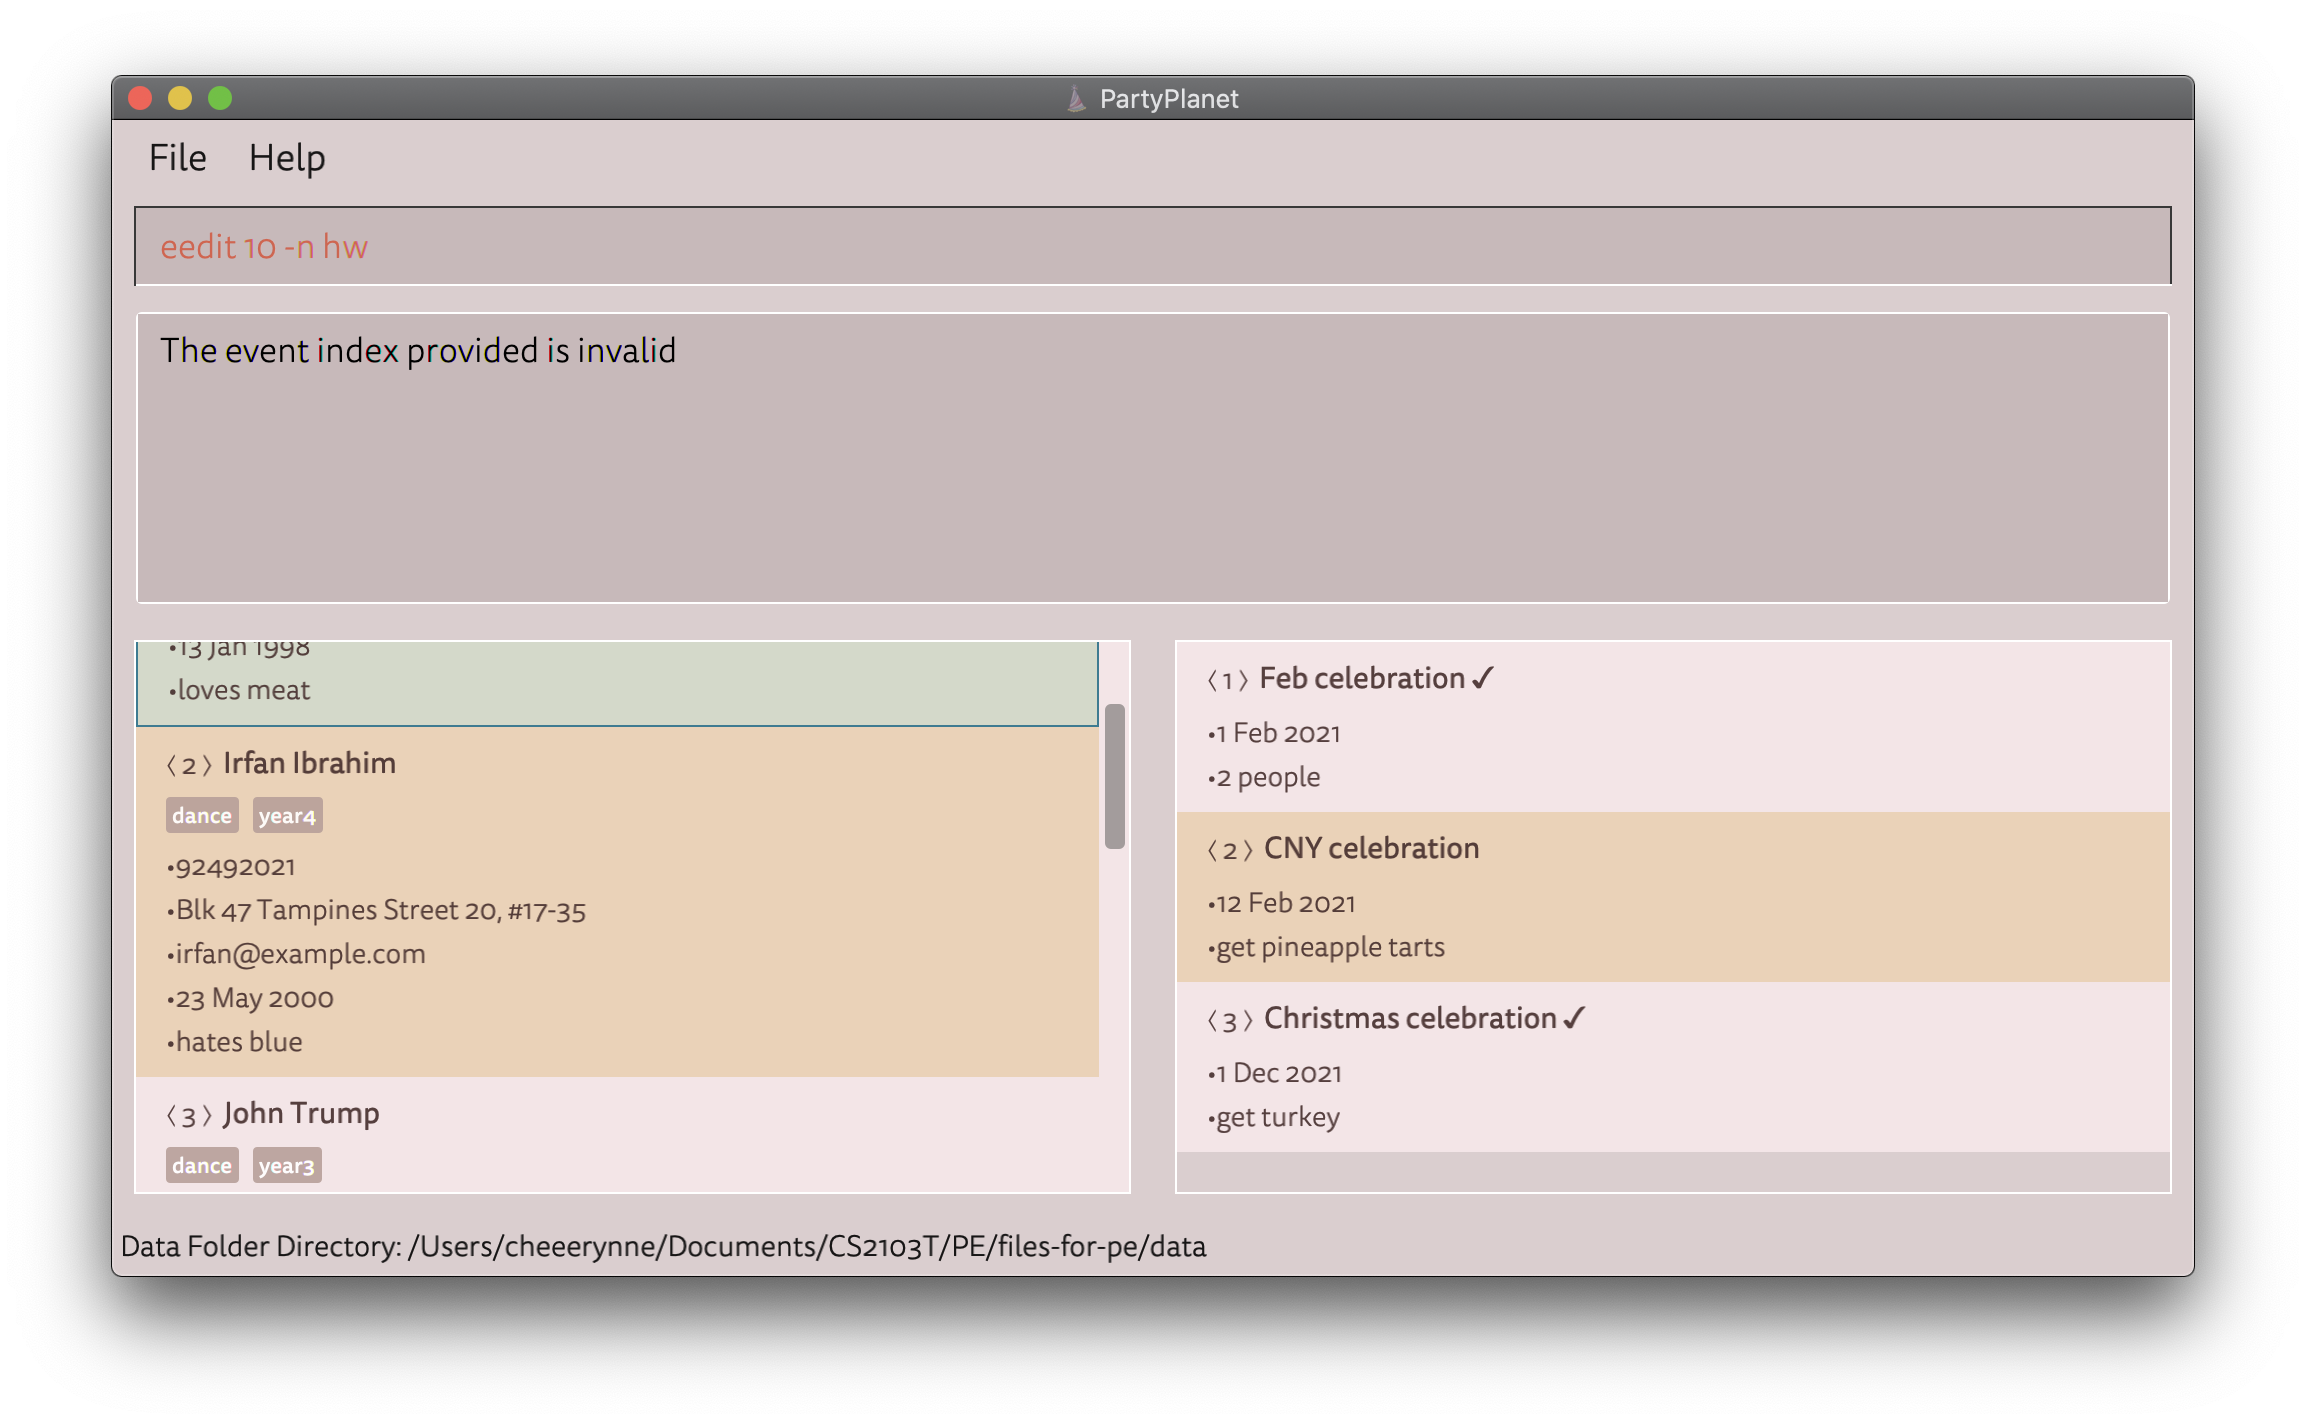 PartyPlanet
File Help
eedit 10 -n hw
The event index provided is invalid
•13 Jan 1998
•loves meat
⟨ 2 ⟩ Irfan Ibrahim
dance year4
•92492021
•Blk 47 Tampines Street 20, #17-35
•irfan@example.com
•23 May 2000
•hates blue
⟨ 3 ⟩ John Trump
dance year3
⟨ 1 ⟩ Feb celebration ✓
•1 Feb 2021
•2 people
⟨ 2 ⟩ CNY celebration
•12 Feb 2021
•get pineapple tarts
⟨ 3 ⟩ Christmas celebration ✓
•1 Dec 2021
•get turkey
Data Folder Directory: /Users/cheeerynne/Documents/CS2103T/PE/files-for-pe/data